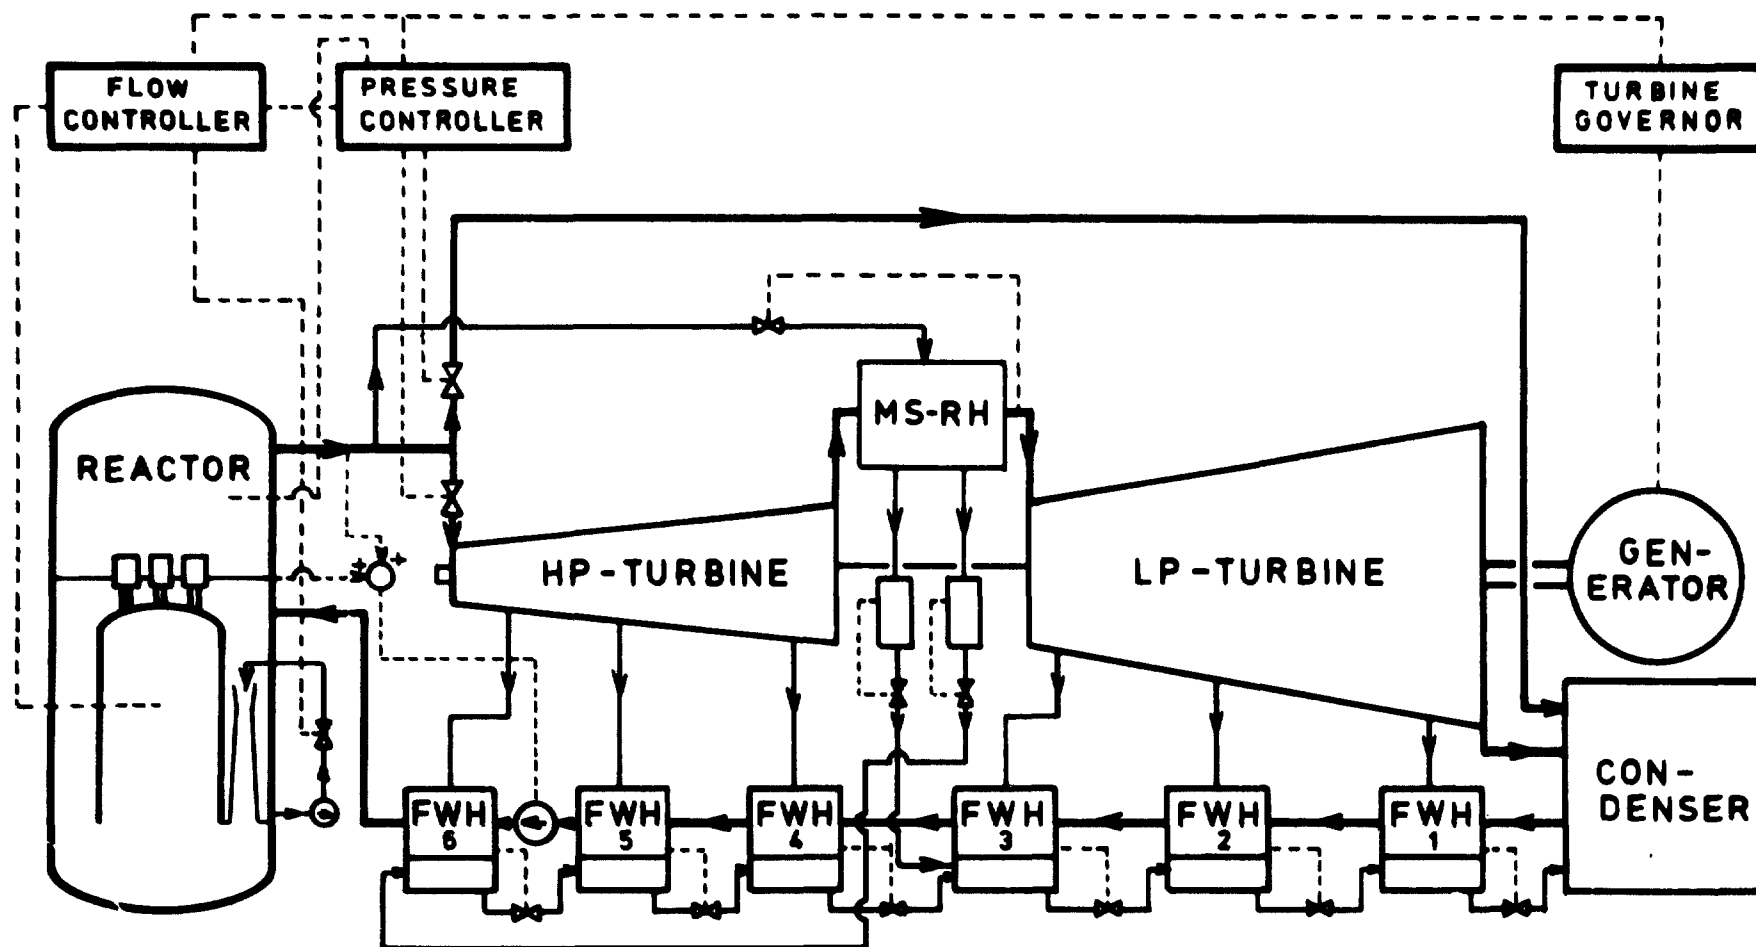 FLOW
CONTROLLER
PRESSURE
CONTROLLER
TURBINE
GOVERNOR
REACTOR
MS-RH
HP-TURBINE
LP-TURBINE
GEN-
ERATOR
+
+
FWH
6
FWH
5
FWH
4
FWH
3
FWH
2
FWH
1
CON-
DENSER